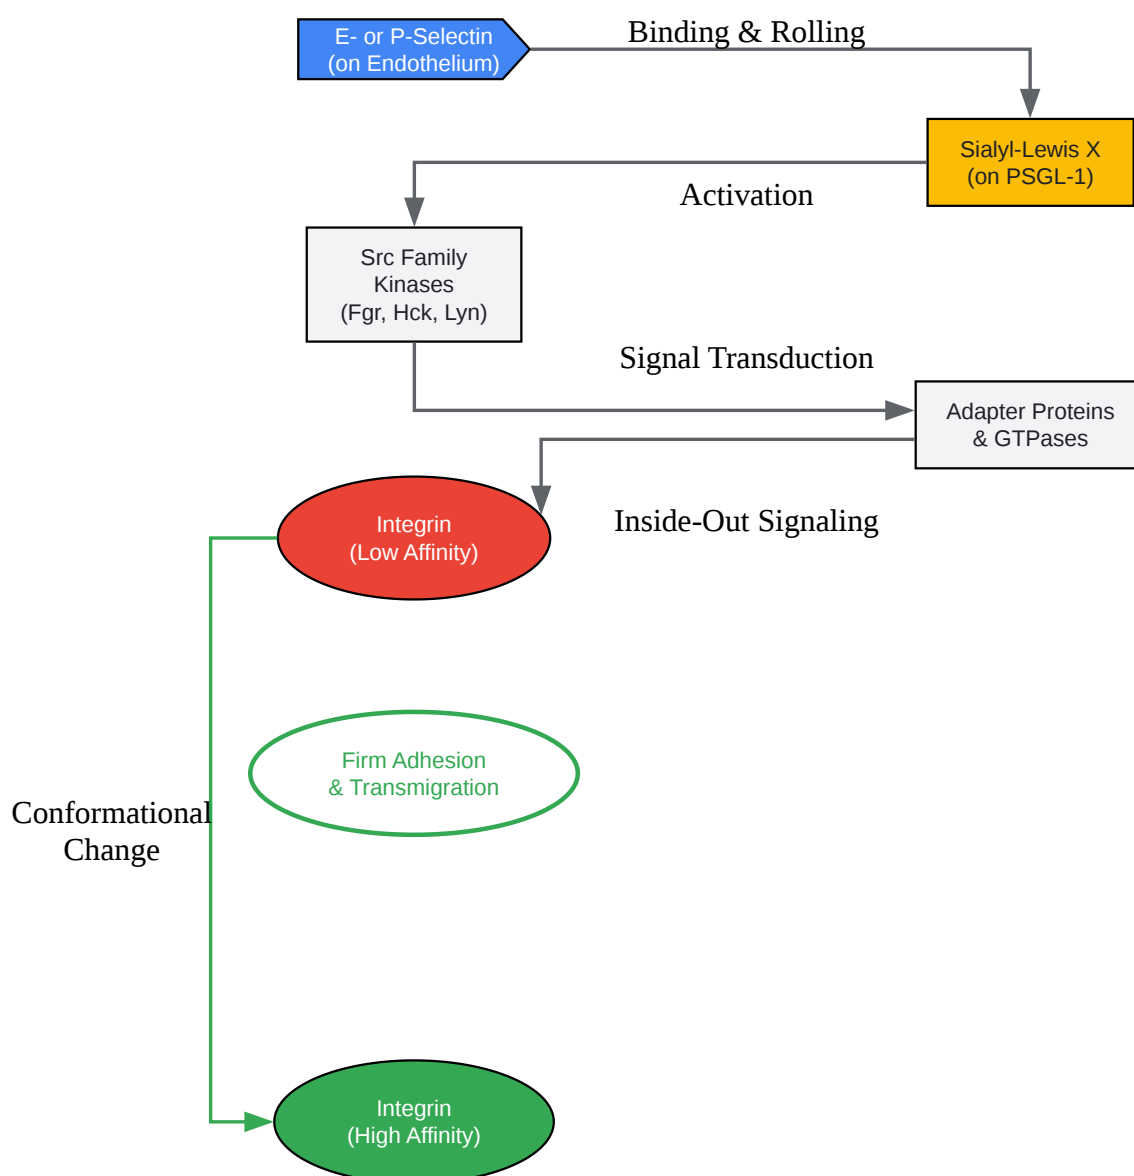 E- or P-Selectin
(on Endothelium)
Binding & Rolling
Sialyl-Lewis X
(on PSGL-1)
Activation
Src Family
Kinases
(Fgr, Hck, Lyn)
Signal Transduction
Adapter Proteins
& GTPases
Inside-Out Signaling
Integrin
(Low Affinity)
Firm Adhesion
& Transmigration
Conformational
Change
Integrin
(High Affinity)